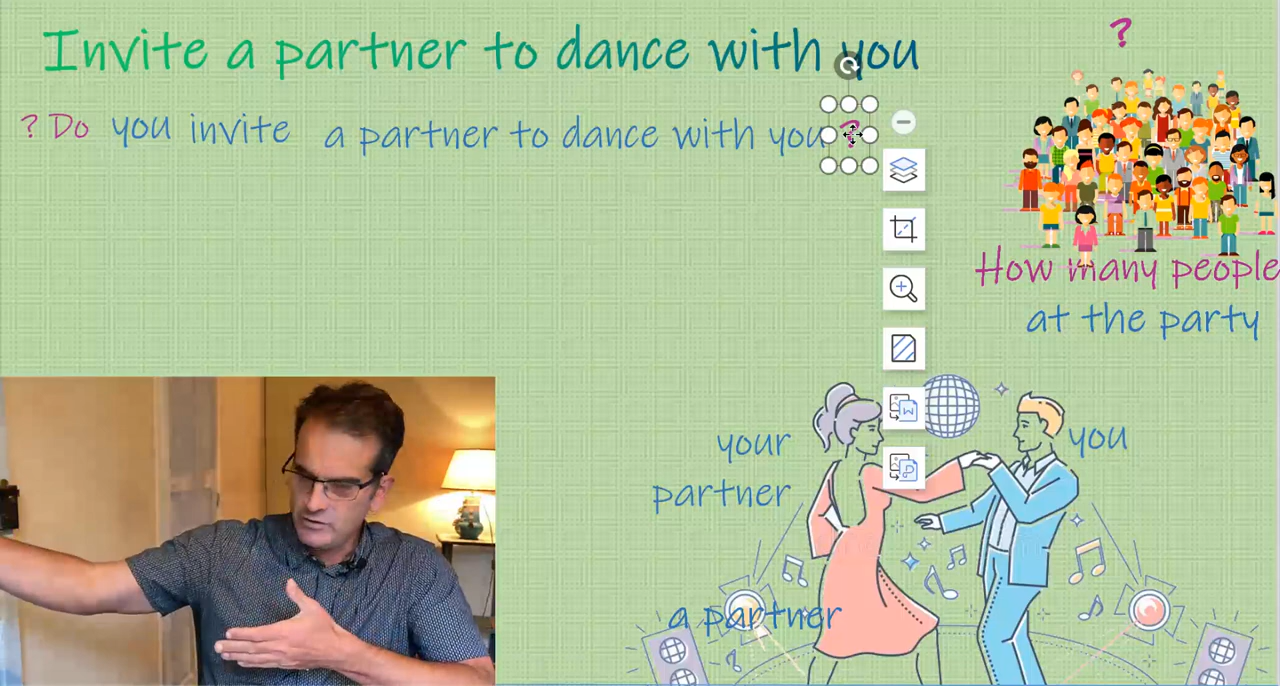 Invite a partner to dance with you
?
? Do you invite a partner to dance with you ?
How many people
at the party
your
partner
you
a partner